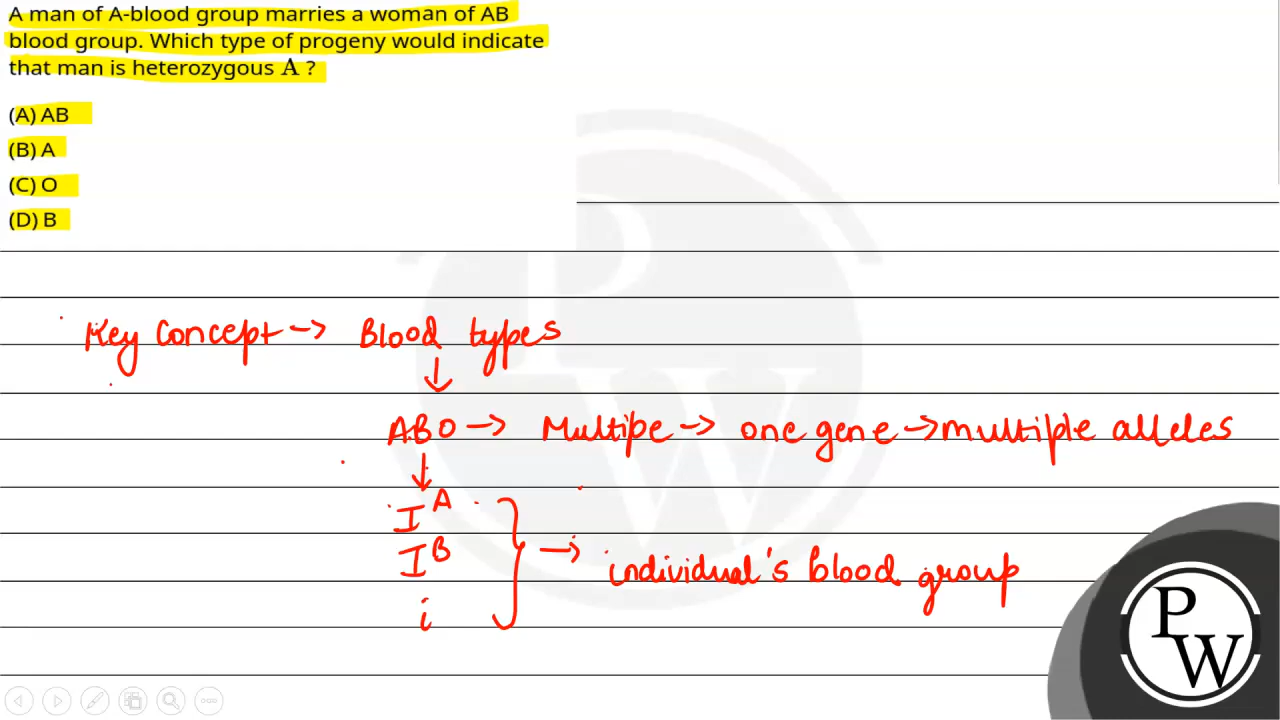 A man of A-blood group marries a woman of AB
blood group. Which type of progeny would indicate
that man is heterozygous A ?
(A) AB
(B) A
(C) O
(D) B
Key Concept → Blood types
↓
ABO → Multipe → one gene → multiple alleles
↓
I^A
I^B
i
} → individual's blood group
P
W
P
W